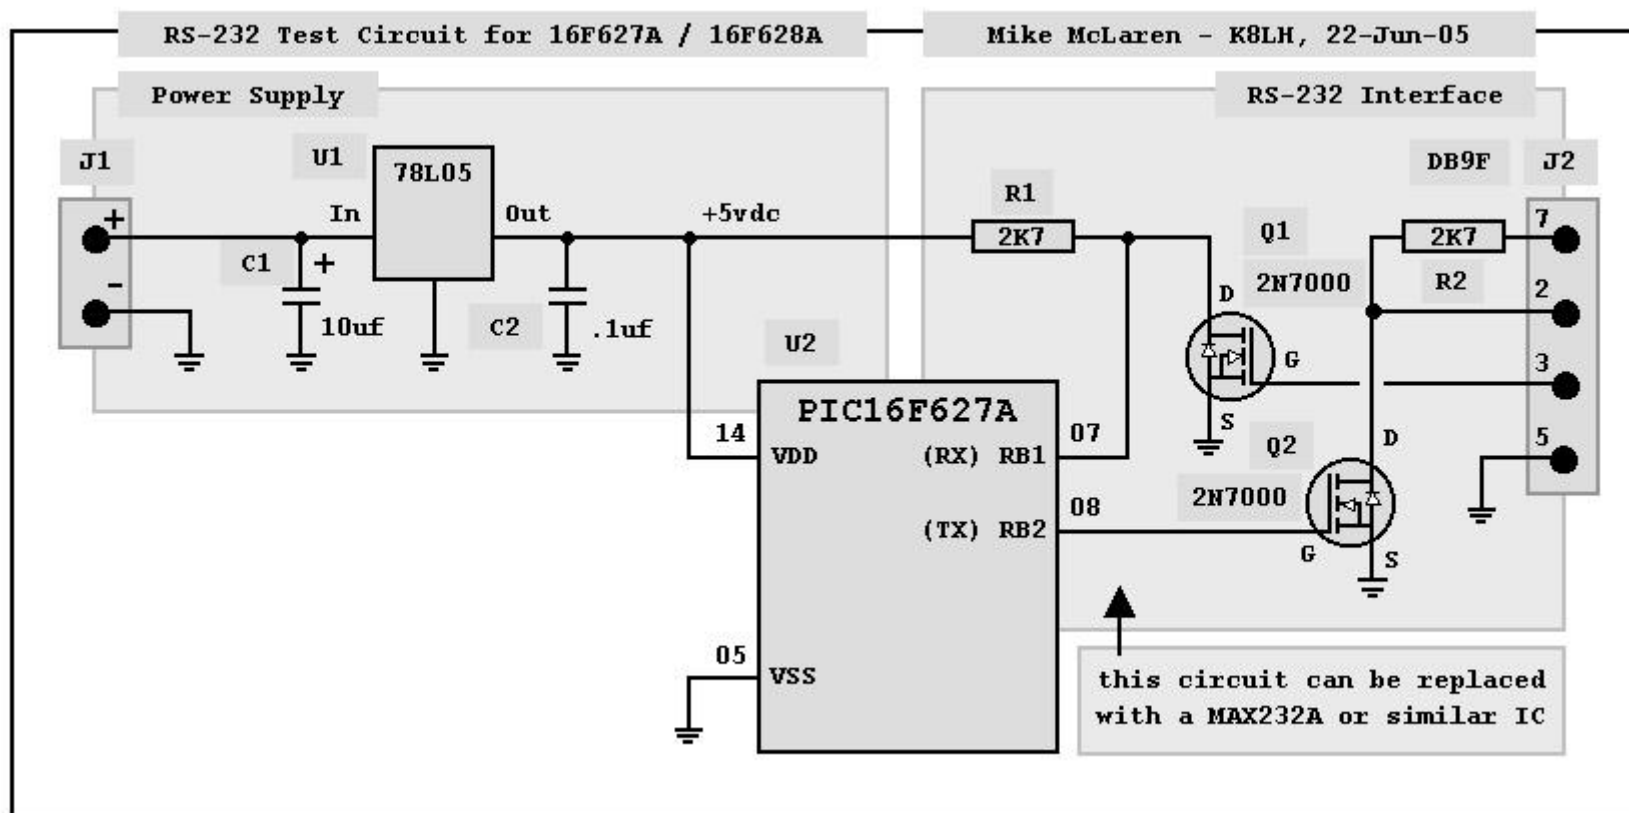 RS-232 Test Circuit for 16F627A / 16F628A
Mike McLaren - K8LH, 22-Jun-05
Power Supply
RS-232 Interface
J1
U1
78L05
In
Out
+5vdc
R1
2K7
DB9F
J2
+
-
C1
+
10uf
C2
.1uf
Q1
2N7000
D
G
S
2K7
R2
7
2
3
5
U2
PIC16F627A
14
VDD
(RX) RB1
07
(TX) RB2
08
05
VSS
Q2
2N7000
D
G
S
this circuit can be replaced
with a MAX232A or similar IC